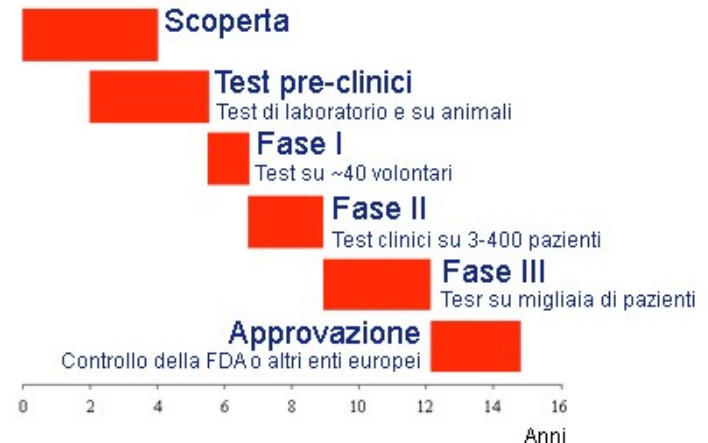 Scoperta
Test pre-clinici
Test di laboratorio e su animali
Fase I
Test su ~40 volontari
Fase II
Test clinici su 3-400 pazienti
Fase III
Tesr su migliaia di pazienti
Approvazione
Controllo della FDA o altri enti europei
0 2 4 6 8 10 12 14 16
Anni